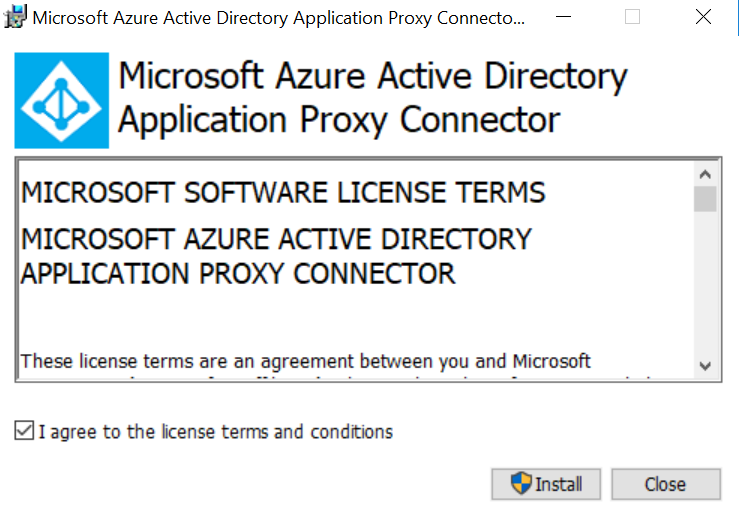 Microsoft Azure Active Directory Application Proxy Connecto...
Microsoft Azure Active Directory
Application Proxy Connector
MICROSOFT SOFTWARE LICENSE TERMS
MICROSOFT AZURE ACTIVE DIRECTORY
APPLICATION PROXY CONNECTOR
These license terms are an agreement between you and Microsoft
I agree to the license terms and conditions
Install
Close